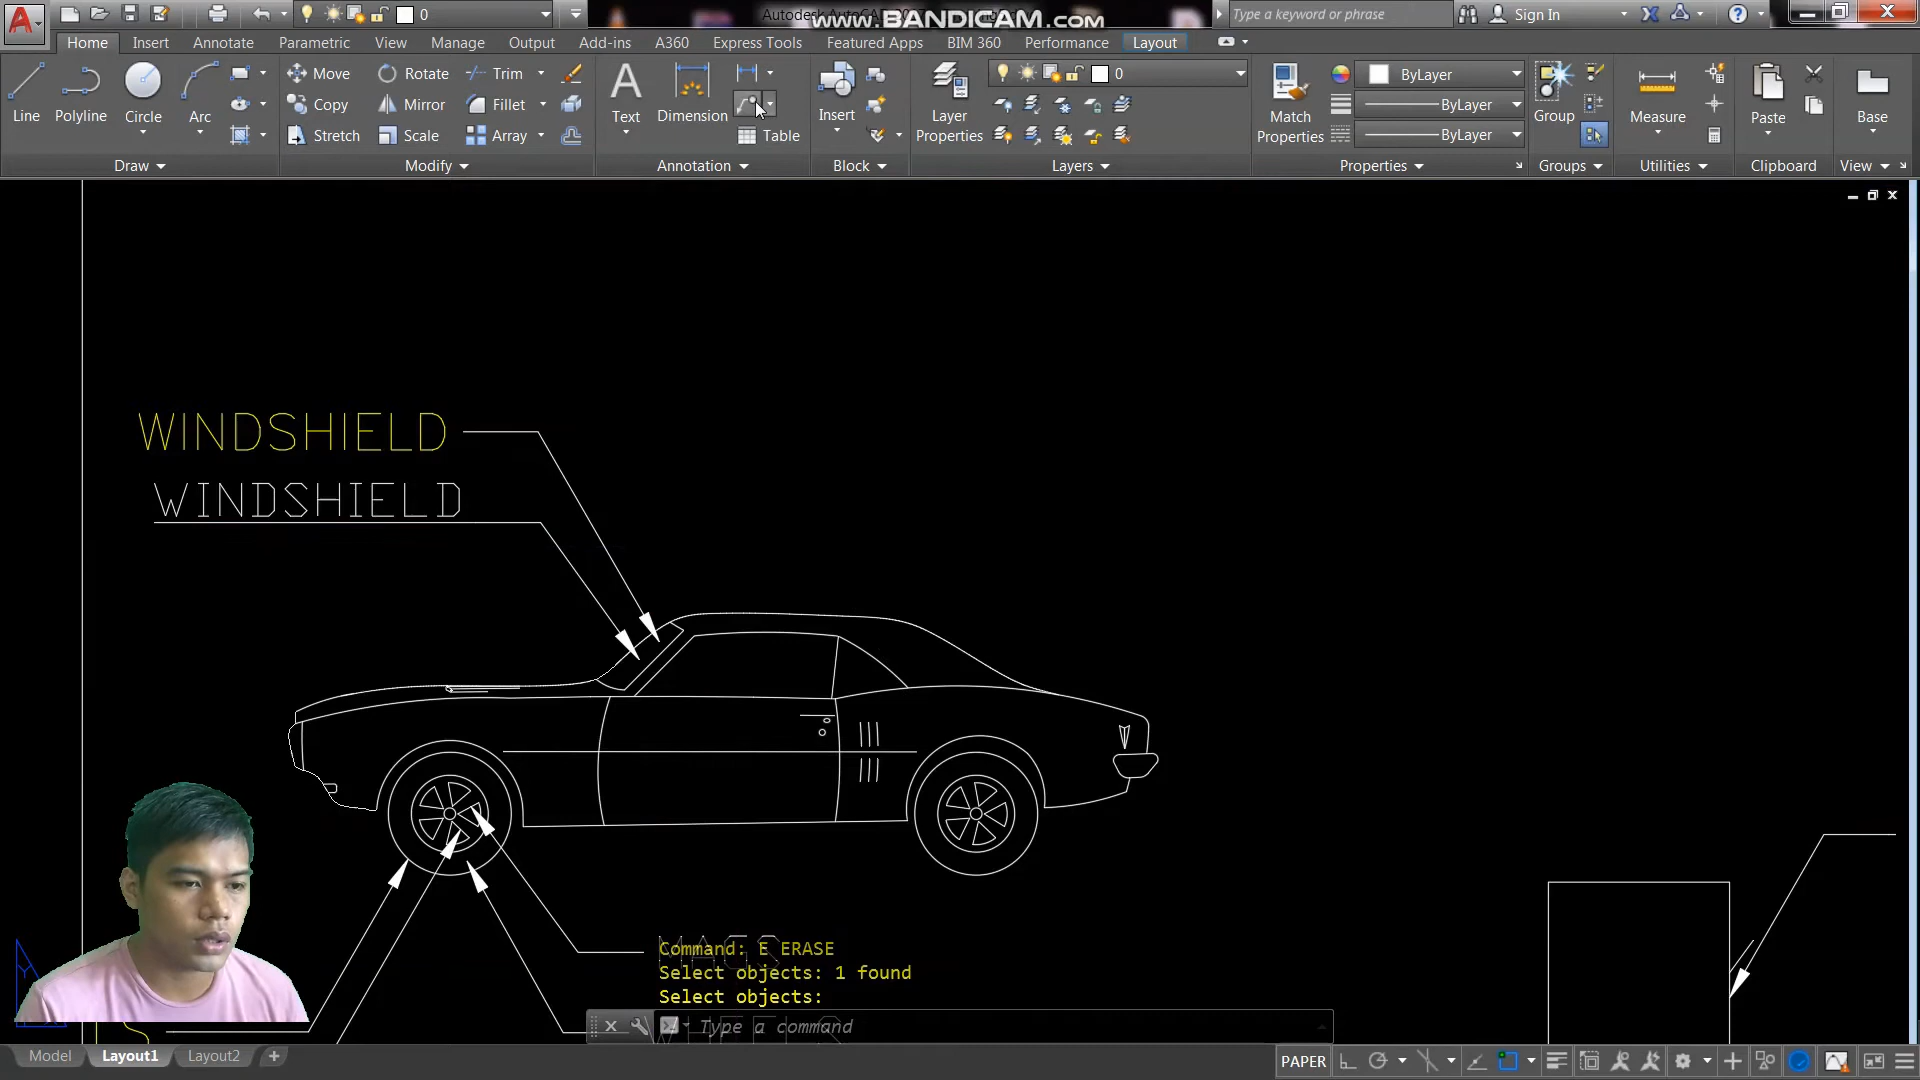 0
Autodesk AutoCAD
www.BANDICAM.com
Type a keyword or phrase
Sign In
Home Insert Annotate Parametric View Manage Output Add-ins A360 Express Tools Featured Apps BIM 360 Performance Layout
Line Polyline Circle Arc
Move Rotate Trim
Copy Mirror Fillet
Stretch Scale Array
Text Dimension Table
Insert
Layer Properties
0
Match Properties
ByLayer
ByLayer
ByLayer
Group
Measure
Paste
Base
Draw Modify Annotation Block Layers Properties Groups Utilities Clipboard View
WINDSHIELD
WINDSHIELD
MAGS
Command: E ERASE
Select objects: 1 found
Select objects:
Type a command
Model Layout1 Layout2
PAPER